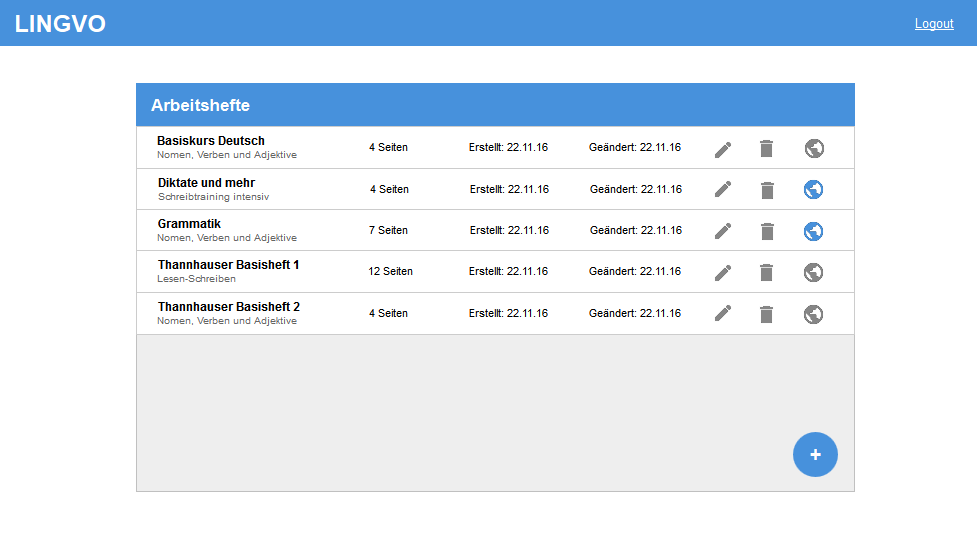 LINGVO
Logout
Arbeitshefte
Basiskurs Deutsch 4 Seiten Erstellt: 22.11.16 Geändert: 22.11.16
Nomen, Verben und Adjektive
Diktate und mehr 4 Seiten Erstellt: 22.11.16 Geändert: 22.11.16
Schreibtraining intensiv
Grammatik 7 Seiten Erstellt: 22.11.16 Geändert: 22.11.16
Nomen, Verben und Adjektive
Thannhauser Basisheft 1 12 Seiten Erstellt: 22.11.16 Geändert: 22.11.16
Lesen-Schreiben
Thannhauser Basisheft 2 4 Seiten Erstellt: 22.11.16 Geändert: 22.11.16
Nomen, Verben und Adjektive
+